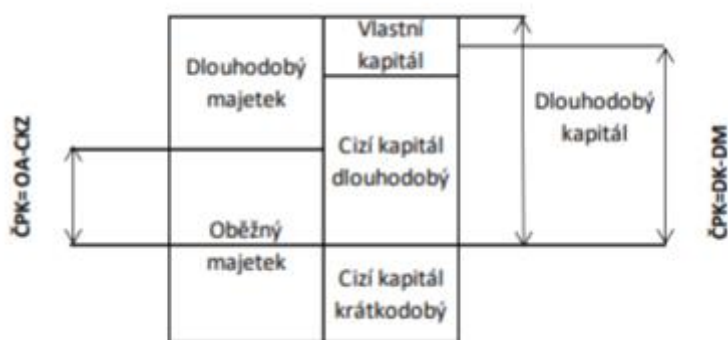 Vlastní
kapitál
Dlouhodobý
majetek
Dlouhodobý
kapitál
Cizí kapitál
dlouhodobý
ČPK= OA-CKZ
ČPK=DK-DM
Oběžný
majetek
Cizí kapitál
krátkodobý